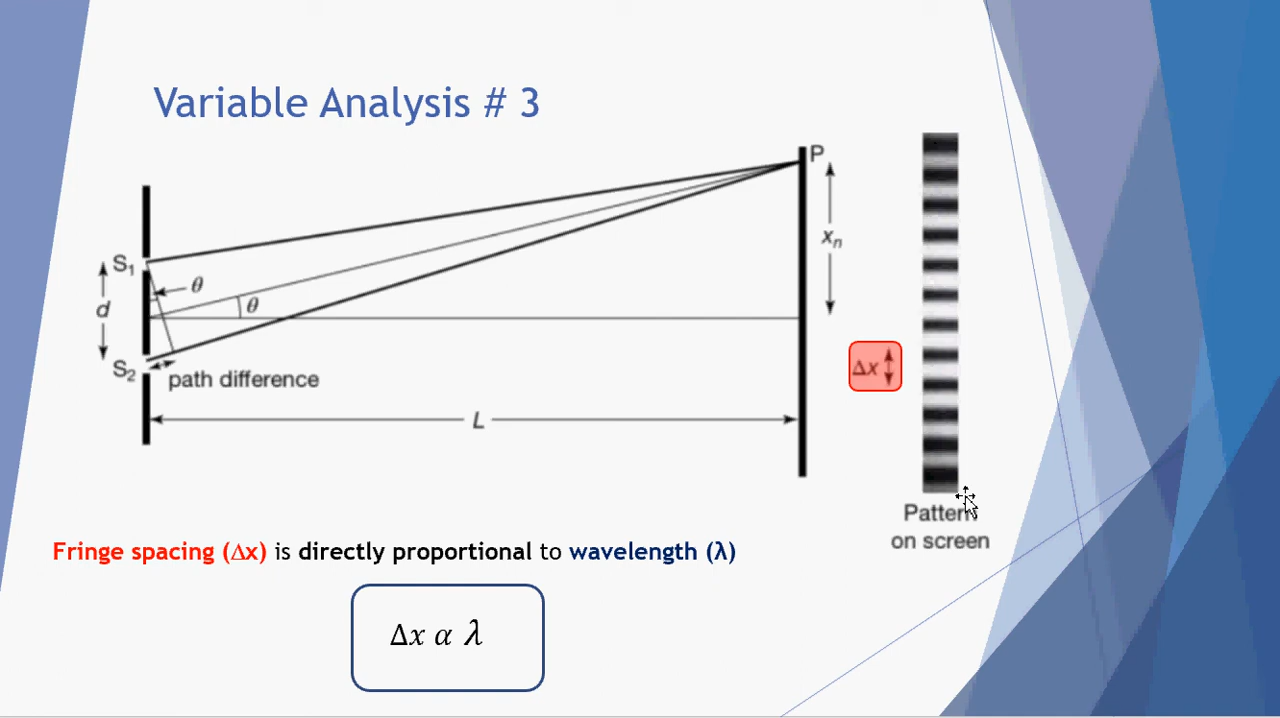 Variable Analysis # 3
P
xn
S1
θ
θ
d
S2
path difference
Δx
L
Pattern
on screen
Fringe spacing (Δx) is directly proportional to wavelength (λ)
Δx α λ